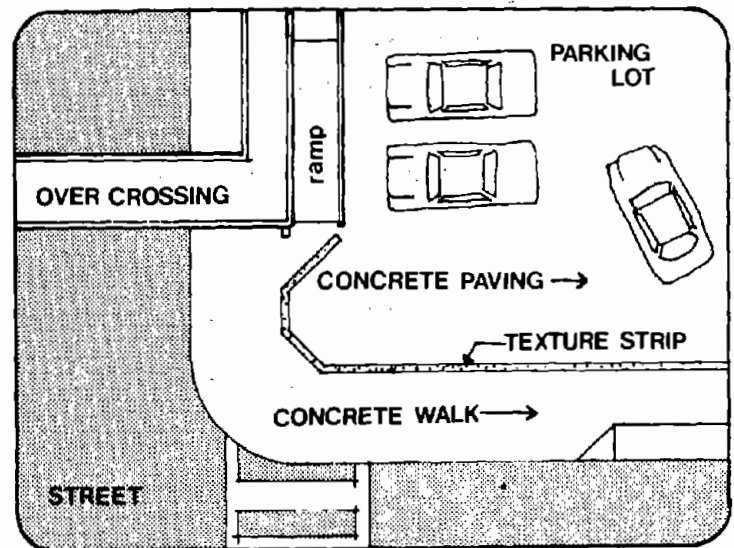 PARKING
LOT
ramp
OVER CROSSING
CONCRETE PAVING
TEXTURE STRIP
CONCRETE WALK
STREET